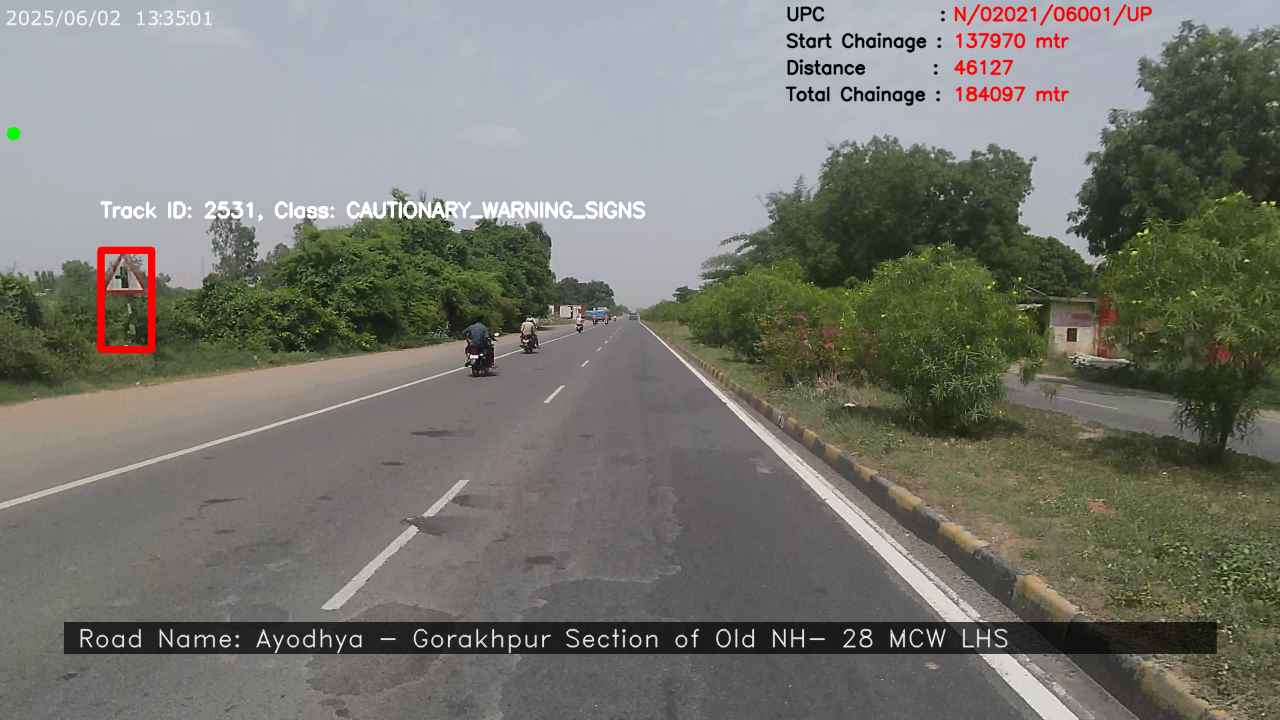 2025/06/02 13:35:01
UPC : N/02021/06001/UP
Start Chainage : 137970 mtr
Distance : 46127
Total Chainage : 184097 mtr
Track ID: 2531, Class: CAUTIONARY_WARNING_SIGNS
Road Name: Ayodhya - Gorakhpur Section of Old NH- 28 MCW LHS